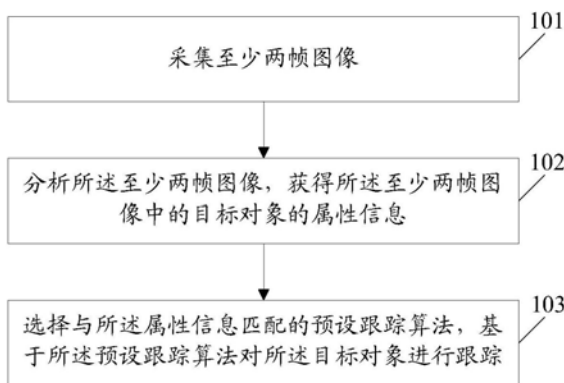 101
采集至少两帧图像
102
分析所述至少两帧图像，获得所述至少两帧图
像中的目标对象的属性信息
103
选择与所述属性信息匹配的预设跟踪算法，基
于所述预设跟踪算法对所述目标对象进行跟踪